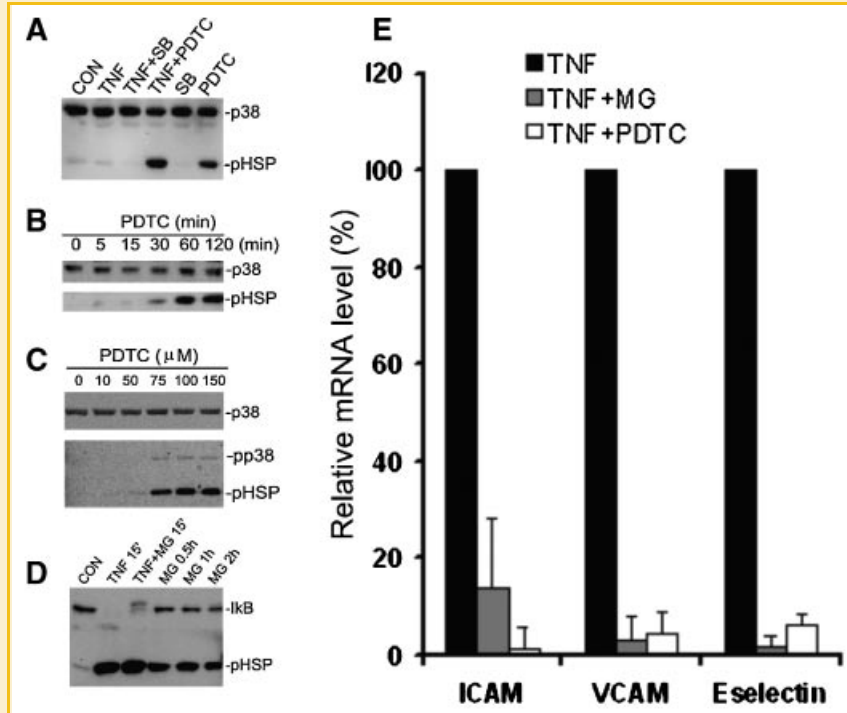 A
CON TNF TNF+SB TNF+PDTC SB PDTC
-p38
-pHSP
B
PDTC (min)
0 5 15 30 60 120 (min)
-p38
-pHSP
C
PDTC (μM)
0 10 50 75 100 150
-p38
-pp38
-pHSP
D
CON TNF 15' TNF+MG 15' MG 0.5h MG 1h MG 2h
-IkB
-pHSP
E
TNF
TNF+MG
TNF+PDTC
Relative mRNA level (%)
120
100
80
60
40
20
0
ICAM VCAM Eselectin